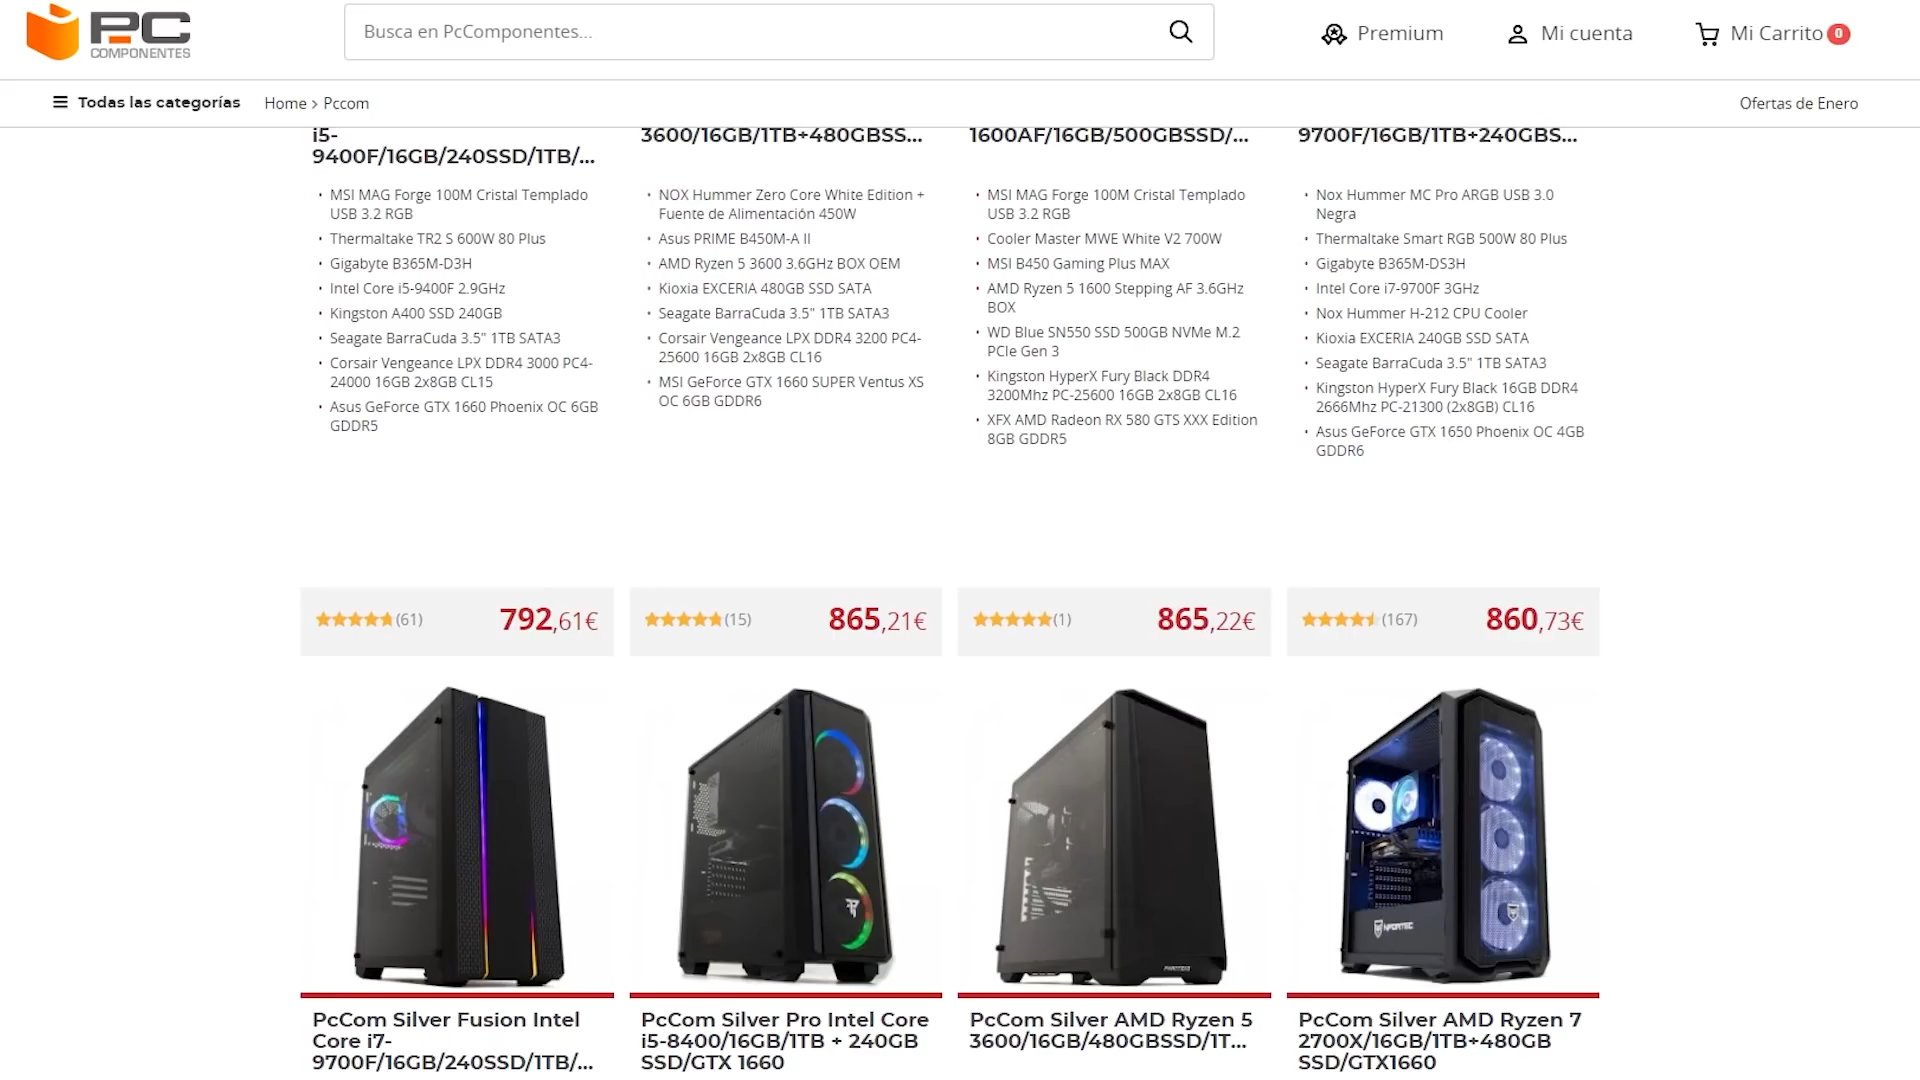 PC
COMPONENTES
Busca en PcComponentes...
Premium
Mi cuenta
Mi Carrito 0
Todas las categorías
Home > Pccom
Ofertas de Enero
i5-
9400F/16GB/240SSD/1TB/...
• MSI MAG Forge 100M Cristal Templado
USB 3.2 RGB
• Thermaltake TR2 S 600W 80 Plus
• Gigabyte B365M-D3H
• Intel Core i5-9400F 2.9GHz
• Kingston A400 SSD 240GB
• Seagate BarraCuda 3.5" 1TB SATA3
• Corsair Vengeance LPX DDR4 3000 PC4-
24000 16GB 2x8GB CL15
• Asus GeForce GTX 1660 Phoenix OC 6GB
GDDR5
(61)
792,61€
3600/16GB/1TB+480GBSS...
• NOX Hummer Zero Core White Edition +
Fuente de Alimentación 450W
• Asus PRIME B450M-A II
• AMD Ryzen 5 3600 3.6GHz BOX OEM
• Kioxia EXCERIA 480GB SSD SATA
• Seagate BarraCuda 3.5" 1TB SATA3
• Corsair Vengeance LPX DDR4 3200 PC4-
25600 16GB 2x8GB CL16
• MSI GeForce GTX 1660 SUPER Ventus XS
OC 6GB GDDR6
(15)
865,21€
1600AF/16GB/500GBSSD/...
• MSI MAG Forge 100M Cristal Templado
USB 3.2 RGB
• Cooler Master MWE White V2 700W
• MSI B450 Gaming Plus MAX
• AMD Ryzen 5 1600 Stepping AF 3.6GHz
BOX
• WD Blue SN550 SSD 500GB NVMe M.2
PCIe Gen 3
• Kingston HyperX Fury Black DDR4
3200Mhz PC-25600 16GB 2x8GB CL16
• XFX AMD Radeon RX 580 GTS XXX Edition
8GB GDDR5
(1)
865,22€
9700F/16GB/1TB+240GBS...
• Nox Hummer MC Pro ARGB USB 3.0
Negra
• Thermaltake Smart RGB 500W 80 Plus
• Gigabyte B365M-DS3H
• Intel Core i7-9700F 3GHz
• Nox Hummer H-212 CPU Cooler
• Kioxia EXCERIA 240GB SSD SATA
• Seagate BarraCuda 3.5" 1TB SATA3
• Kingston HyperX Fury Black 16GB DDR4
2666Mhz PC-21300 (2x8GB) CL16
• Asus GeForce GTX 1650 Phoenix OC 4GB
GDDR6
(167)
860,73€
NFORTEC
PcCom Silver Fusion Intel
Core i7-
9700F/16GB/240SSD/1TB/...
PcCom Silver Pro Intel Core
i5-8400/16GB/1TB + 240GB
SSD/GTX 1660
PcCom Silver AMD Ryzen 5
3600/16GB/480GBSSD/1T...
PcCom Silver AMD Ryzen 7
2700X/16GB/1TB+480GB
SSD/GTX1660